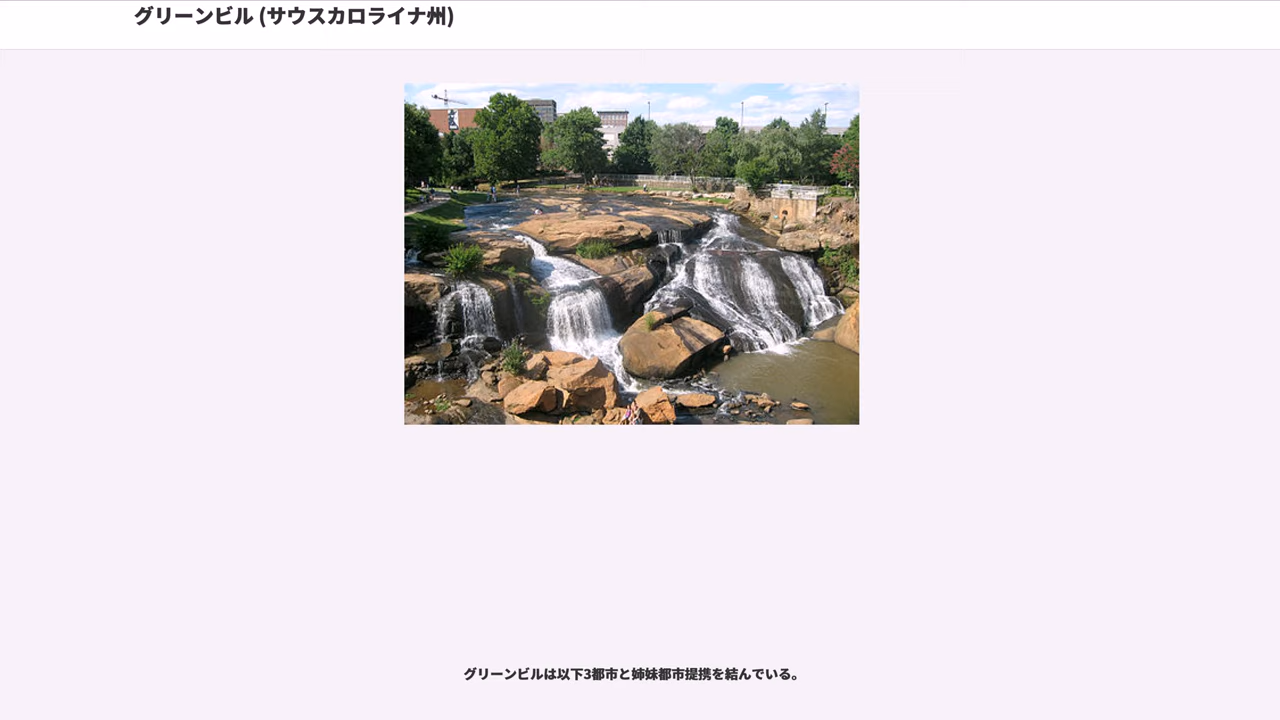 グリーンビル (サウスカロライナ州)
グリーンビルは以下3都市と姉妹都市提携を結んでいる。